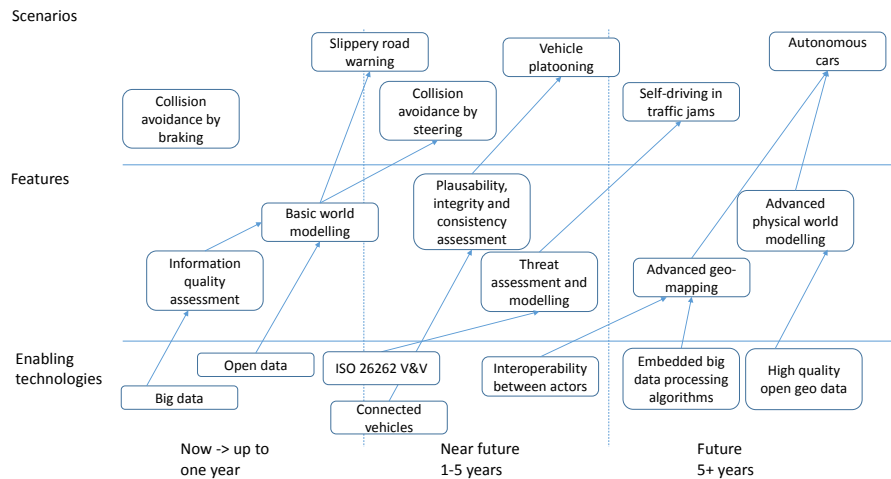 Scenarios
Slippery road
warning
Vehicle
platooning
Autonomous
cars
Collision
avoidance by
braking
Collision
avoidance by
steering
Self-driving in
traffic jams
Features
Basic world
modelling
Plausability,
integrity and
consistency
assessment
Advanced
physical world
modelling
Information
quality
assessment
Threat
assessment and
modelling
Advanced geo-
mapping
Enabling
technologies
Open data
ISO 26262 V&V
Interoperability
between actors
Embedded big
data processing
algorithms
High quality
open geo data
Big data
Connected
vehicles
Now -> up to
one year
Near future
1-5 years
Future
5+ years